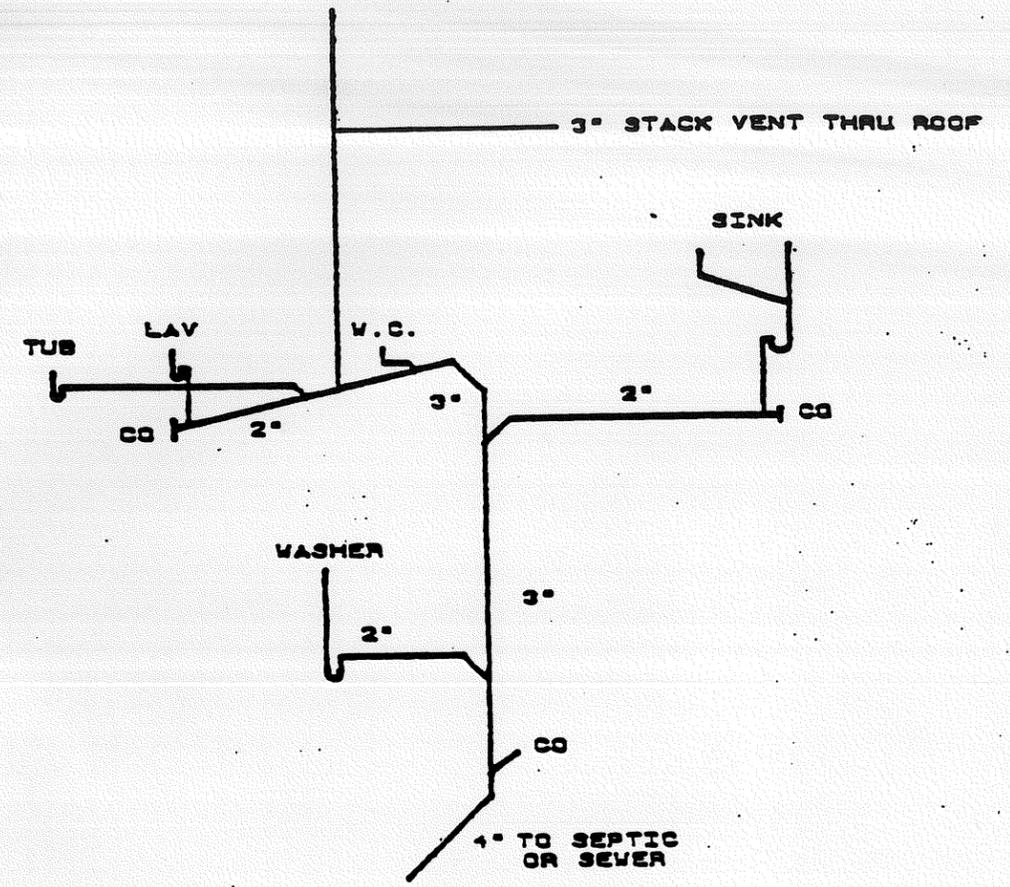 3" STACK VENT THRU ROOF
SINK
LAV
W.C.
TUB
3"
2"
CO
2"
CO
WASHER
3"
2"
CO
4" TO SEPTIC
OR SEWER